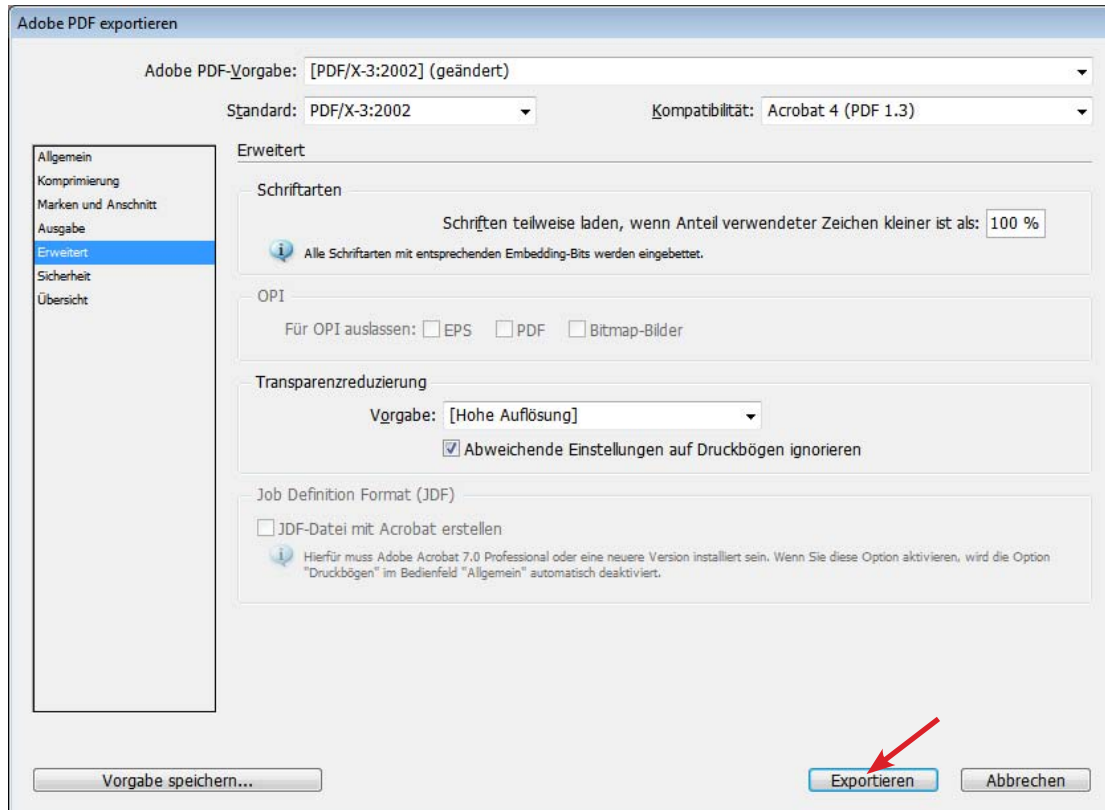 Adobe PDF exportieren
Adobe PDF-Vorgabe: [PDF/X-3:2002] (geändert)
Standard: PDF/X-3:2002 Kompatibilität: Acrobat 4 (PDF 1.3)
Allgemein
Komprimierung
Marken und Anschnitt
Ausgabe
Erweitert
Sicherheit
Übersicht
Erweitert
Schriftarten
Schriften teilweise laden, wenn Anteil verwendeter Zeichen kleiner ist als: 100 %
Alle Schriftarten mit entsprechenden Embedding-Bits werden eingebettet.
OPI
Für OPI auslassen: EPS PDF Bitmap-Bilder
Transparenzreduzierung
Vorgabe: [Hohe Auflösung]
Abweichende Einstellungen auf Druckbögen ignorieren
Job Definition Format (JDF)
JDF-Datei mit Acrobat erstellen
Hierfür muss Adobe Acrobat 7.0 Professional oder eine neuere Version installiert sein. Wenn Sie diese Option aktivieren, wird die Option
"Druckbögen" im Bedienfeld "Allgemein" automatisch deaktiviert.
Vorgabe speichern... Exportieren Abbrechen